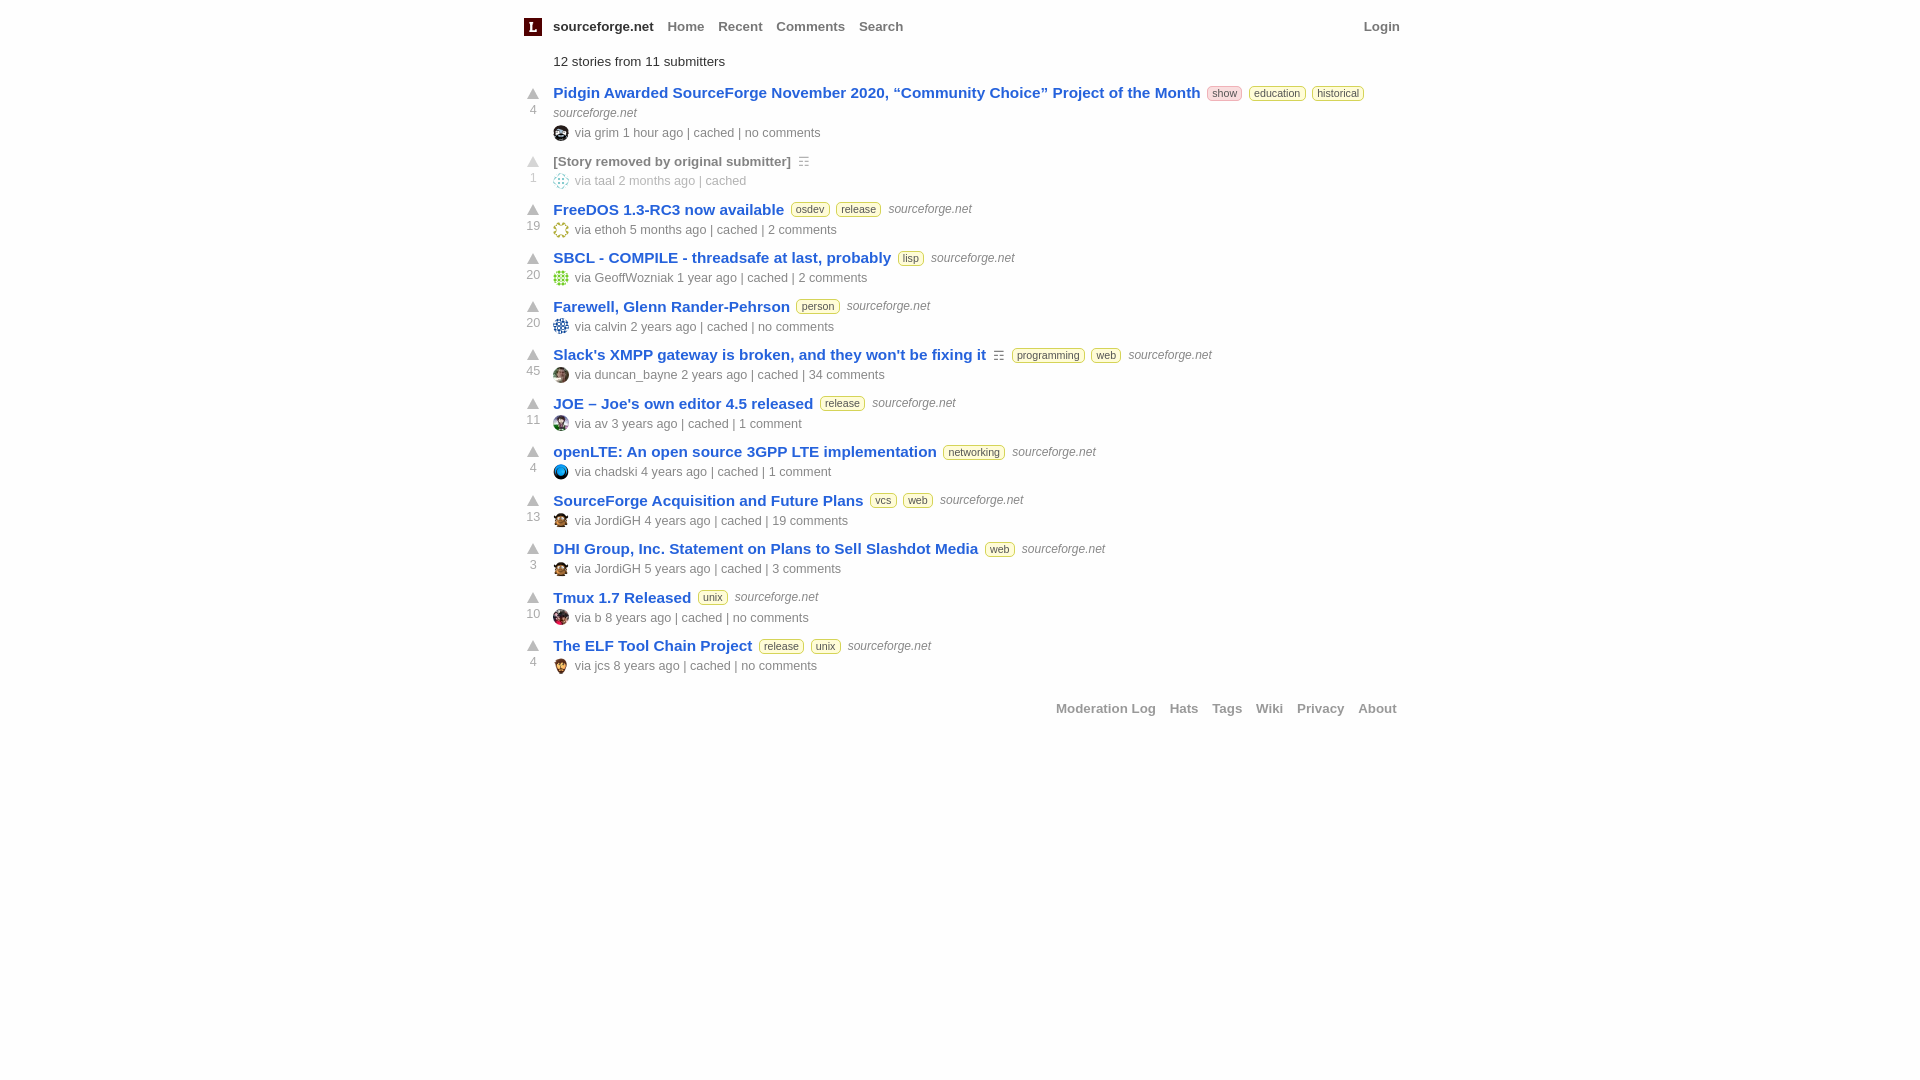 L sourceforge.net Home Recent Comments Search Login
12 stories from 11 submitters
Pidgin Awarded SourceForge November 2020, “Community Choice” Project of the Month show education historical
sourceforge.net
4
via grim 1 hour ago | cached | no comments
[Story removed by original submitter] ☶
1
via taal 2 months ago | cached
FreeDOS 1.3-RC3 now available osdev release sourceforge.net
19
via ethoh 5 months ago | cached | 2 comments
SBCL - COMPILE - threadsafe at last, probably lisp sourceforge.net
20
via GeoffWozniak 1 year ago | cached | 2 comments
Farewell, Glenn Rander-Pehrson person sourceforge.net
20
via calvin 2 years ago | cached | no comments
Slack's XMPP gateway is broken, and they won't be fixing it ☶ programming web sourceforge.net
45
via duncan_bayne 2 years ago | cached | 34 comments
JOE – Joe's own editor 4.5 released release sourceforge.net
11
via av 3 years ago | cached | 1 comment
openLTE: An open source 3GPP LTE implementation networking sourceforge.net
4
via chadski 4 years ago | cached | 1 comment
SourceForge Acquisition and Future Plans vcs web sourceforge.net
13
via JordiGH 4 years ago | cached | 19 comments
DHI Group, Inc. Statement on Plans to Sell Slashdot Media web sourceforge.net
3
via JordiGH 5 years ago | cached | 3 comments
Tmux 1.7 Released unix sourceforge.net
10
via b 8 years ago | cached | no comments
The ELF Tool Chain Project release unix sourceforge.net
4
via jcs 8 years ago | cached | no comments
Moderation Log Hats Tags Wiki Privacy About